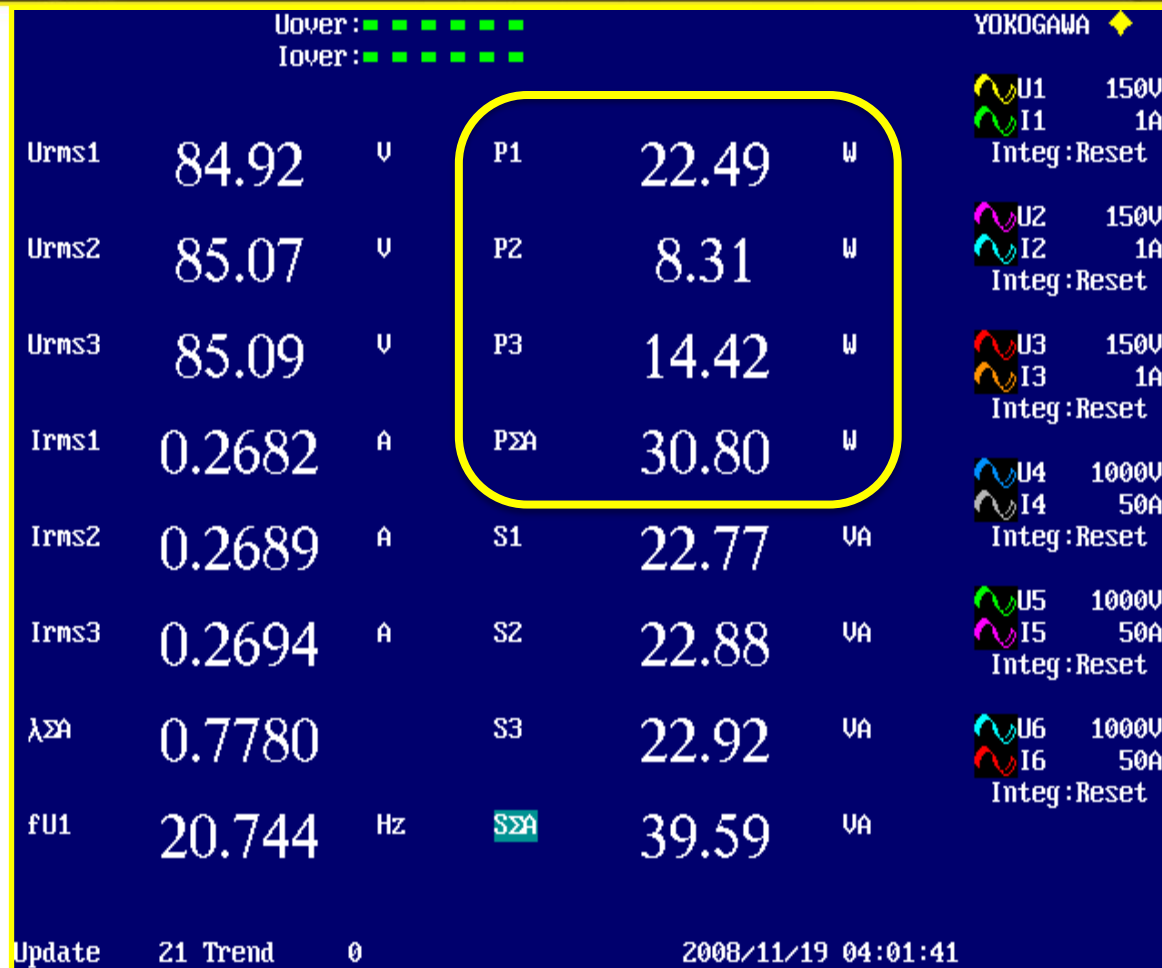 Uover:
YOKOGAWA
Iover:
U1 150V
I1 1A
Integ:Reset
Urms1 84.92 V P1 22.49 W
U2 150V
I2 1A
Integ:Reset
Urms2 85.07 V P2 8.31 W
U3 150V
I3 1A
Integ:Reset
Urms3 85.09 V P3 14.42 W
Irms1 0.2682 A PΣA 30.80 W
U4 1000V
I4 50A
Integ:Reset
Irms2 0.2689 A S1 22.77 VA
U5 1000V
I5 50A
Integ:Reset
Irms3 0.2694 A S2 22.88 VA
λΣA 0.7780 S3 22.92 VA
U6 1000V
I6 50A
Integ:Reset
fU1 20.744 Hz SΣA 39.59 VA
Update 21 Trend 0 2008/11/19 04:01:41